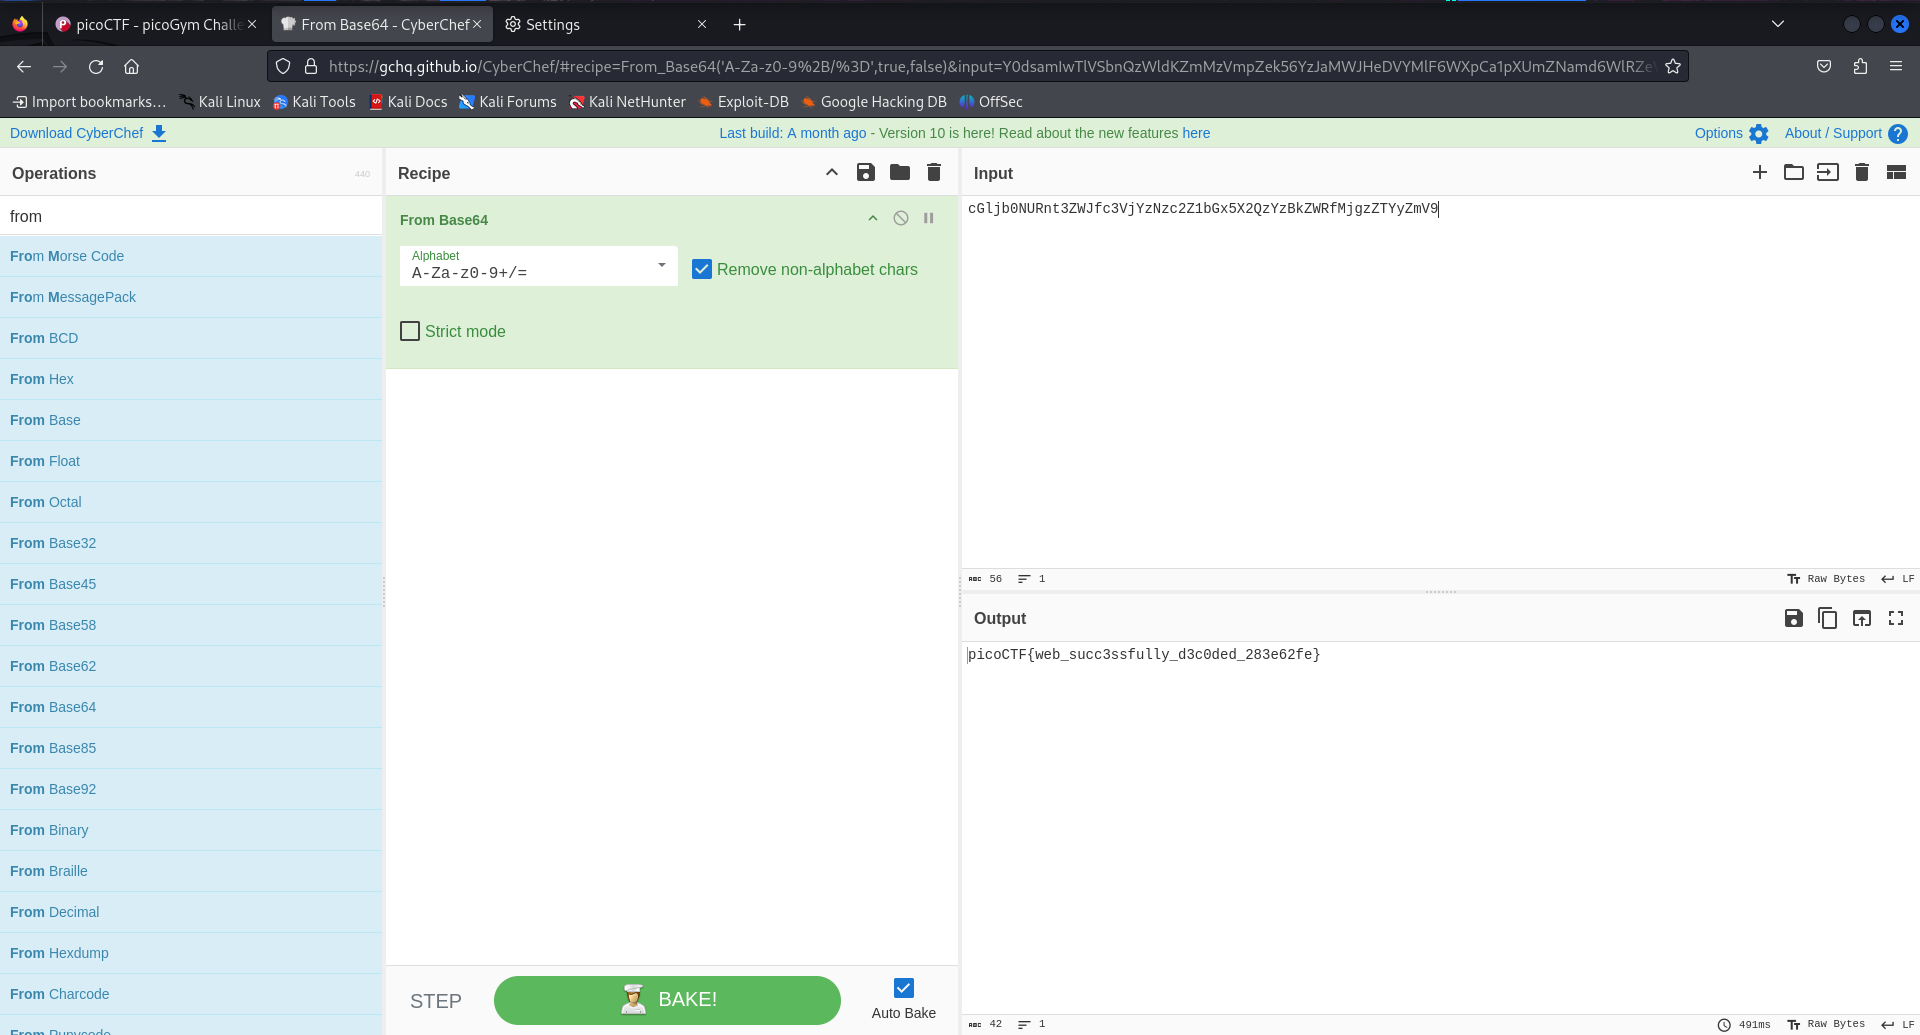 picoCTF - picoGym Challe
From Base64 - CyberChef
Settings
https://gchq.github.io/CyberChef/#recipe=From_Base64('A-Za-z0-9%2B/%3D',true,false)&input=Y0dsamIwTlVSbnQzWldKZmMzVmpZek56YzJaMWJHeDVYMlF6WXpCa1pXUmZNamd6WlRZe
Import bookmarks...
Kali Linux
Kali Tools
Kali Docs
Kali Forums
Kali NetHunter
Exploit-DB
Google Hacking DB
OffSec
Download CyberChef
Last build: A month ago - Version 10 is here! Read about the new features here
Options
About / Support
Operations
440
from
From Morse Code
From MessagePack
From BCD
From Hex
From Base
From Float
From Octal
From Base32
From Base45
From Base58
From Base62
From Base64
From Base85
From Base92
From Binary
From Braille
From Decimal
From Hexdump
From Charcode
From Punycode
Recipe
From Base64
Alphabet
A-Za-z0-9+/=
Remove non-alphabet chars
Strict mode
STEP
BAKE!
Auto Bake
Input
cGljb0NURnt3ZWJfc3VjYzNzc2Z1bGx5X2QzYzBkZWRfMjgzZTYyZmV9
ABC 56 1
Raw Bytes LF
Output
picoCTF{web_succ3ssfully_d3c0ded_283e62fe}
ABC 42 1
491ms Raw Bytes LF